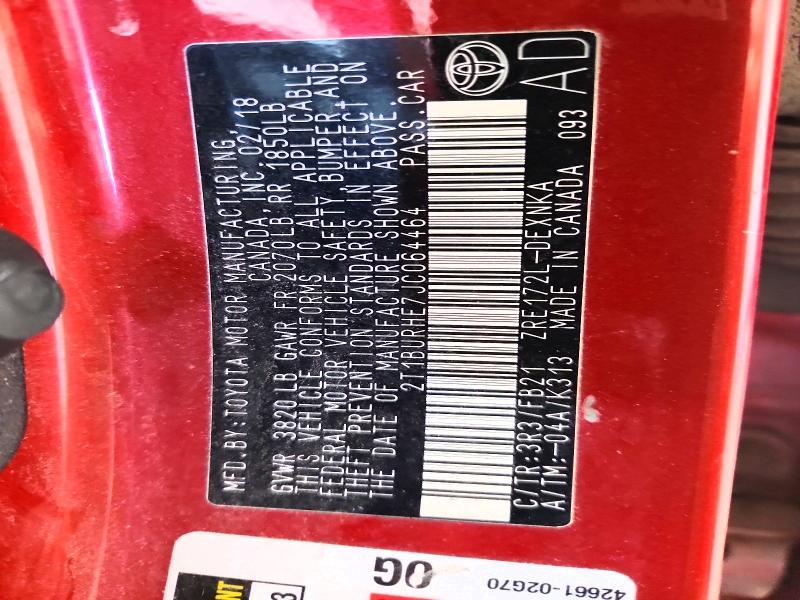 MFD.BY:TOYOTA MOTOR MANUFACTURING,
CANADA, INC. 02/18
GVWR 3820LB GAWR FR 2070LB, RR 1850LB
THIS VEHICLE CONFORMS TO ALL APPLICABLE
FEDERAL MOTOR VEHICLE SAFETY, BUMPER, AND
THEFT PREVENTION STANDARDS IN EFFECT ON
THE DATE OF MANUFACTURE SHOWN ABOVE.
2T1BURHE7JC064464 PASS.CAR
C/TR:3R3/FB21 ZRE172L-DEXNKA
A/TM:-04A/K313 MADE IN CANADA 093
AD
0G
42661-02G70